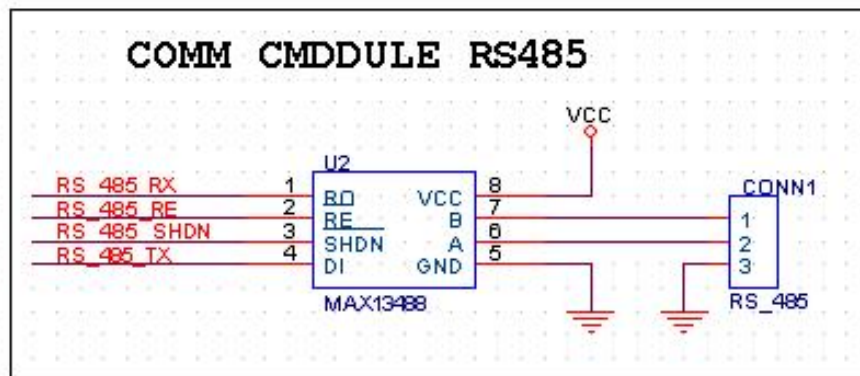 COMM CMDDULE RS485
VCC
U2
RS_485_RX 1 RO VCC 8
RS_485_RE 2 RE B 7
RS_485_SHDN 3 SHDN A 6
RS_485_TX 4 DI GND 5
MAX13488
CONN1
1
2
3
RS_485